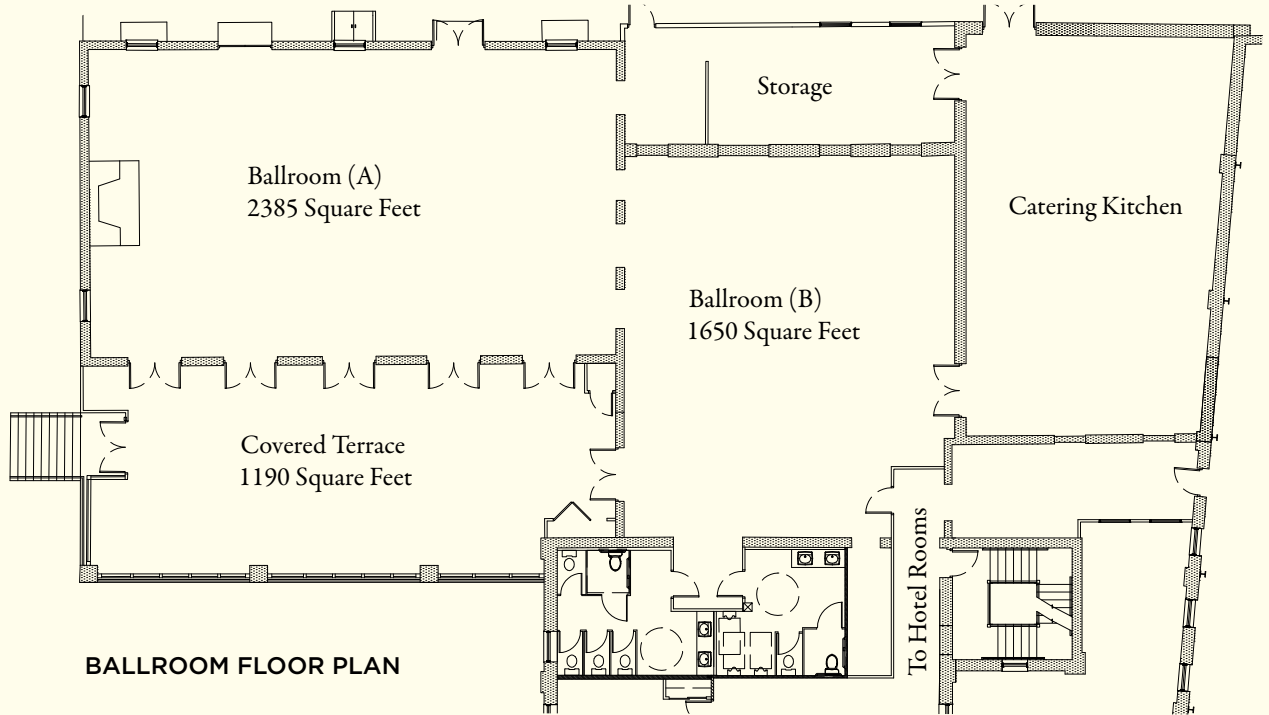 Storage
Ballroom (A)
2385 Square Feet
Catering Kitchen
Ballroom (B)
1650 Square Feet
Covered Terrace
1190 Square Feet
To Hotel Rooms
BALLROOM FLOOR PLAN